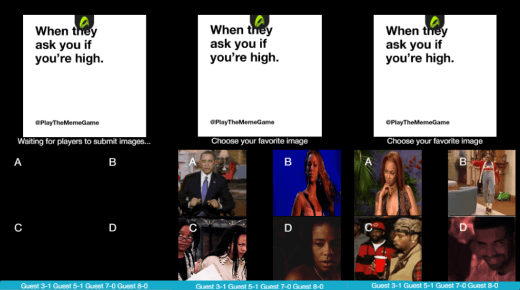 When they
ask you if
you're high.
@PlayTheMemeGame
Waiting for players to submit images...
A
B
C
D
Guest 3-1 Guest 5-1 Guest 7-0 Guest 8-0
When they
ask you if
you're high.
@PlayTheMemeGame
Choose your favorite image
A
B
C
D
Guest 3-1 Guest 5-1 Guest 7-0 Guest 8-0
When they
ask you if
you're high.
@PlayTheMemeGame
Choose your favorite image
A
B
C
D
Guest 3-1 Guest 5-1 Guest 7-0 Guest 8-0